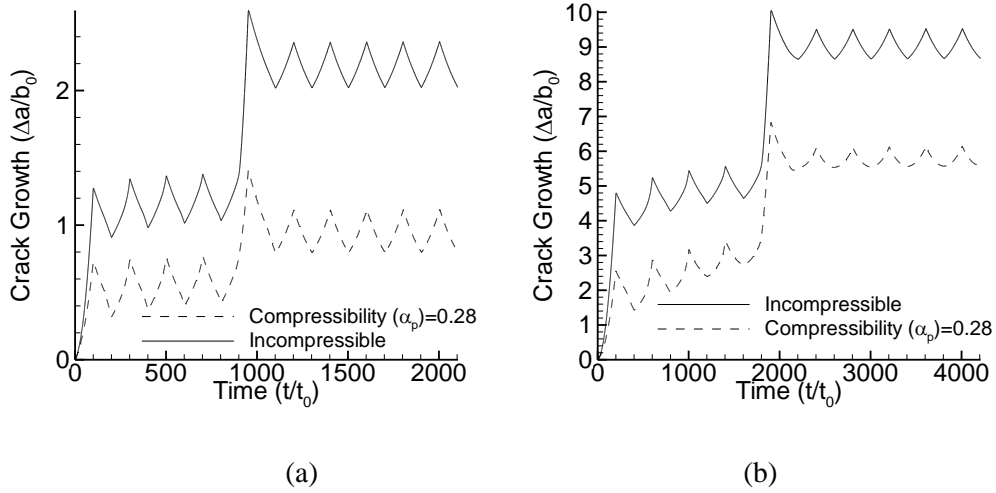 Crack Growth (Δa/b0)
2
1
0
0
500
1000
1500
2000
Time (t/t0)
Compressibility (αp)=0.28
Incompressible
(a)
Crack Growth (Δa/b0)
10
9
8
7
6
5
4
3
2
1
0
0
1000
2000
3000
4000
Time (t/t0)
Incompressible
Compressibility (αp)=0.28
(b)